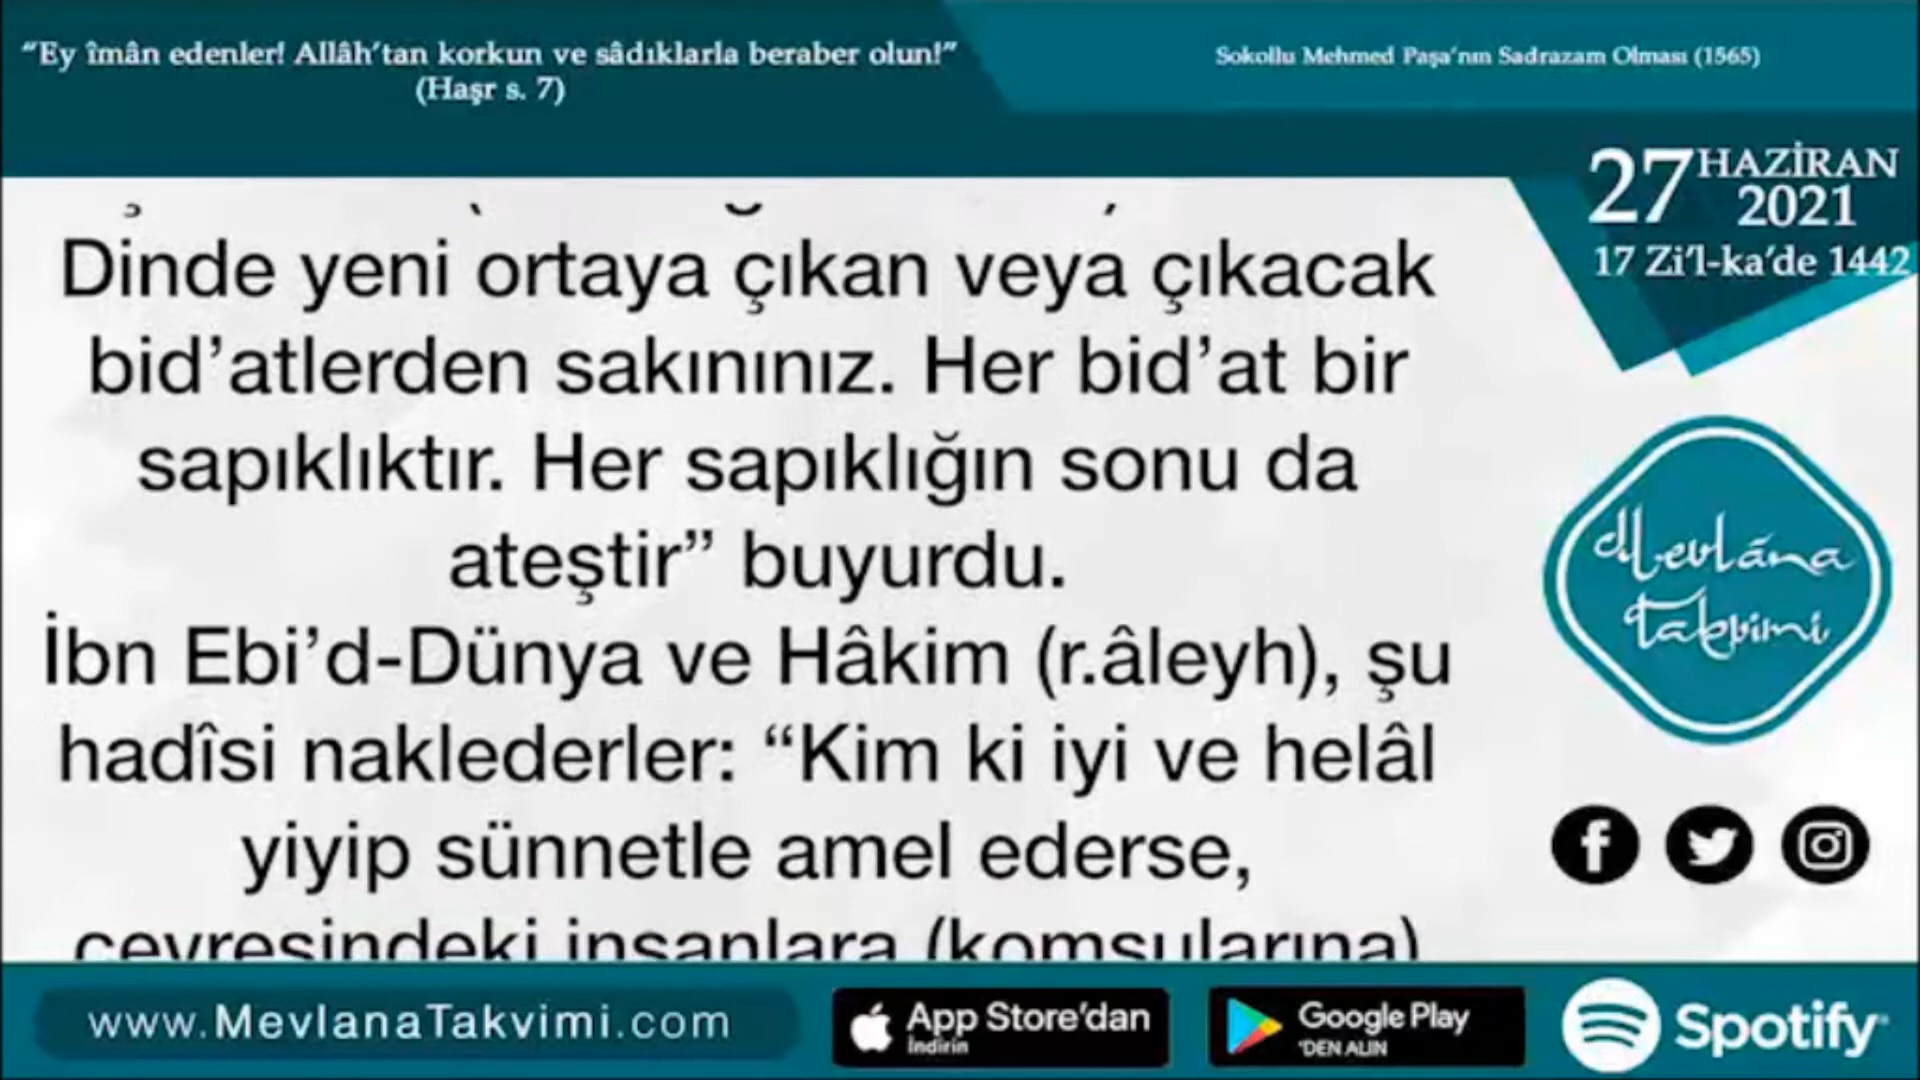 “Ey îmân edenler! Allâh’tan korkun ve sâdıklarla beraber olun!”
(Haşr s. 7)
Sokollu Mehmed Paşa’nın Sadrazam Olması (1565)
27 HAZİRAN
2021
17 Zi’l-ka’de 1442
Dinde yeni ortaya çıkan veya çıkacak
bid’atlerden sakınınız. Her bid’at bir
sapıklıktır. Her sapıklığın sonu da
ateştir” buyurdu.
İbn Ebi’d-Dünya ve Hâkim (r.âleyh), şu
hadîsi naklederler: “Kim ki iyi ve helâl
yiyip sünnetle amel ederse,
çevresindeki insanlara (komşularına)
Mevlâna
Takvimi
www.MevlanaTakvimi.com
App Store’dan
İndirin
Google Play
’DEN ALIN
Spotify